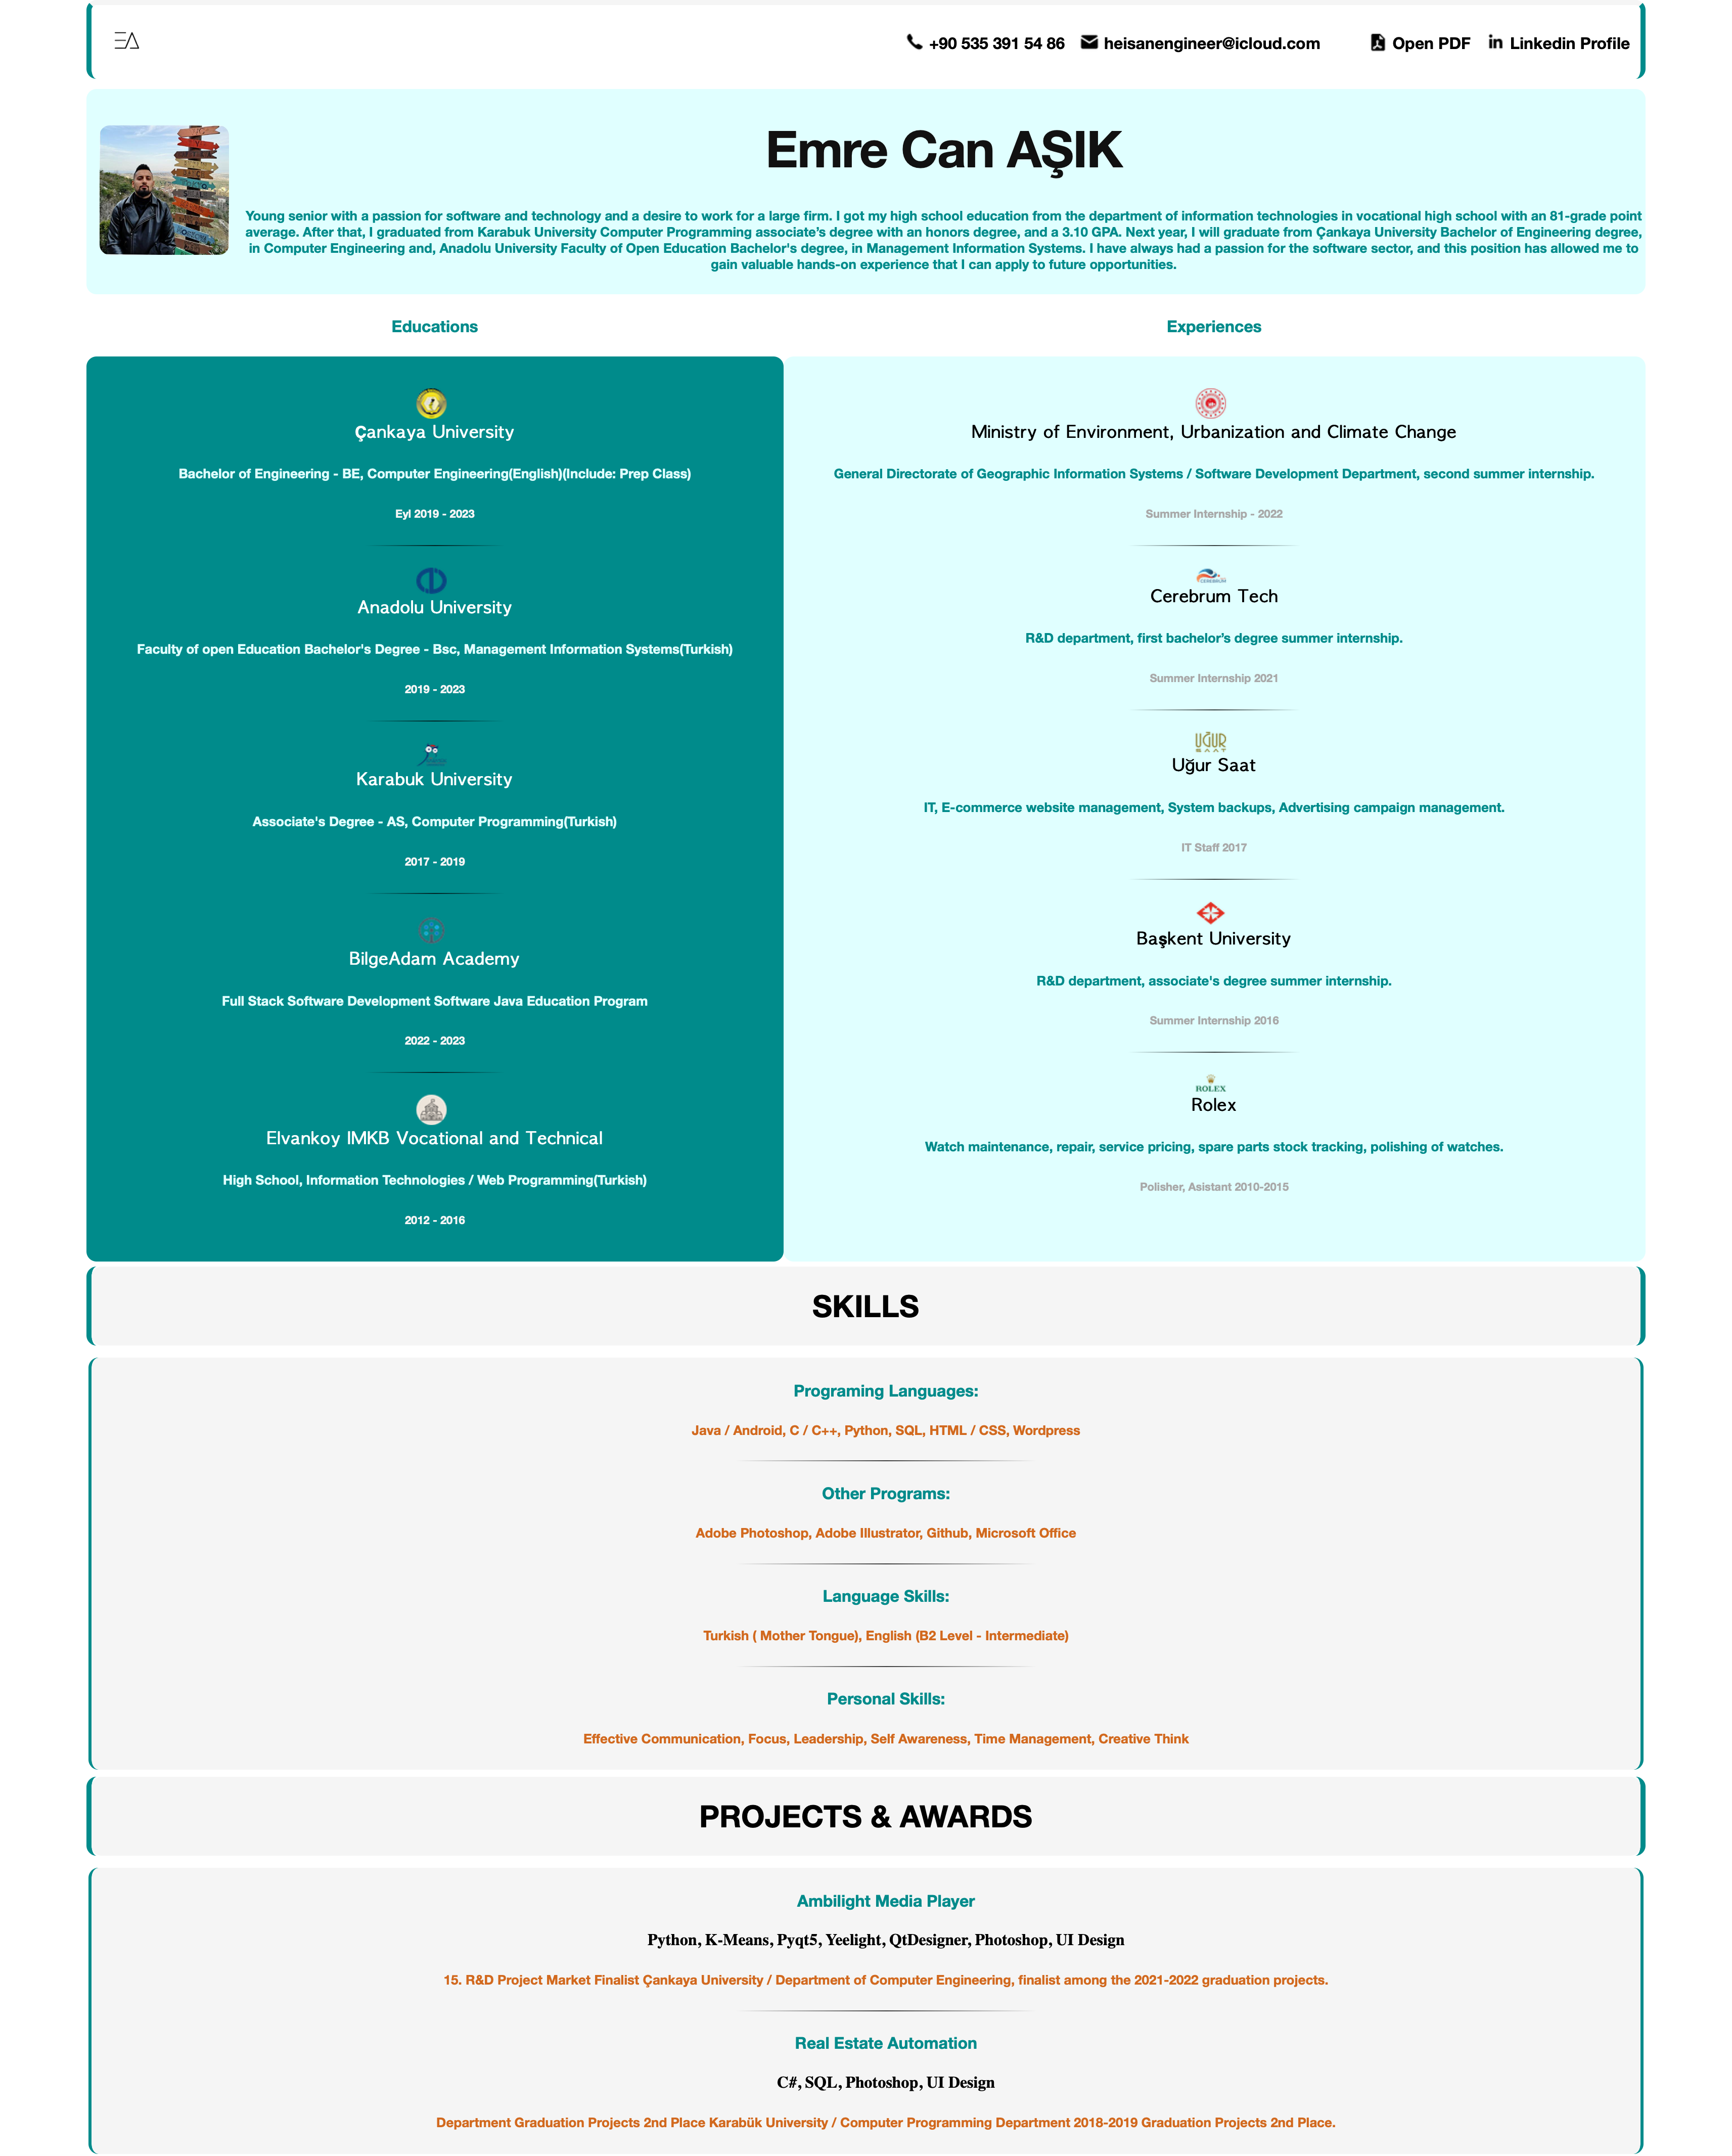 EA
+90 535 391 54 86 heisanengineer@icloud.com Open PDF in Linkedin Profile
Emre Can AŞIK
Young senior with a passion for software and technology and a desire to work for a large firm. I got my high school education from the department of information technologies in vocational high school with an 81-grade point
average. After that, I graduated from Karabuk University Computer Programming associate’s degree with an honors degree, and a 3.10 GPA. Next year, I will graduate from Çankaya University Bachelor of Engineering degree,
in Computer Engineering and, Anadolu University Faculty of Open Education Bachelor's degree, in Management Information Systems. I have always had a passion for the software sector, and this position has allowed me to
gain valuable hands-on experience that I can apply to future opportunities.
Educations
Çankaya University
Bachelor of Engineering - BE, Computer Engineering(English)(Include: Prep Class)
Eyl 2019 - 2023
Anadolu University
Faculty of open Education Bachelor's Degree - Bsc, Management Information Systems(Turkish)
2019 - 2023
Karabuk University
Associate's Degree - AS, Computer Programming(Turkish)
2017 - 2019
BilgeAdam Academy
Full Stack Software Development Software Java Education Program
2022 - 2023
Elvankoy IMKB Vocational and Technical
High School, Information Technologies / Web Programming(Turkish)
2012 - 2016
Experiences
Ministry of Environment, Urbanization and Climate Change
General Directorate of Geographic Information Systems / Software Development Department, second summer internship.
Summer Internship - 2022
CEREBRUM
Cerebrum Tech
R&D department, first bachelor’s degree summer internship.
Summer Internship 2021
UĞUR
SAAT
Uğur Saat
IT, E-commerce website management, System backups, Advertising campaign management.
IT Staff 2017
Başkent University
R&D department, associate's degree summer internship.
Summer Internship 2016
ROLEX
Rolex
Watch maintenance, repair, service pricing, spare parts stock tracking, polishing of watches.
Polisher, Asistant 2010-2015
SKILLS
Programing Languages:
Java / Android, C / C++, Python, SQL, HTML / CSS, Wordpress
Other Programs:
Adobe Photoshop, Adobe Illustrator, Github, Microsoft Office
Language Skills:
Turkish ( Mother Tongue), English (B2 Level - Intermediate)
Personal Skills:
Effective Communication, Focus, Leadership, Self Awareness, Time Management, Creative Think
PROJECTS & AWARDS
Ambilight Media Player
Python, K-Means, Pyqt5, Yeelight, QtDesigner, Photoshop, UI Design
15. R&D Project Market Finalist Çankaya University / Department of Computer Engineering, finalist among the 2021-2022 graduation projects.
Real Estate Automation
C#, SQL, Photoshop, UI Design
Department Graduation Projects 2nd Place Karabük University / Computer Programming Department 2018-2019 Graduation Projects 2nd Place.